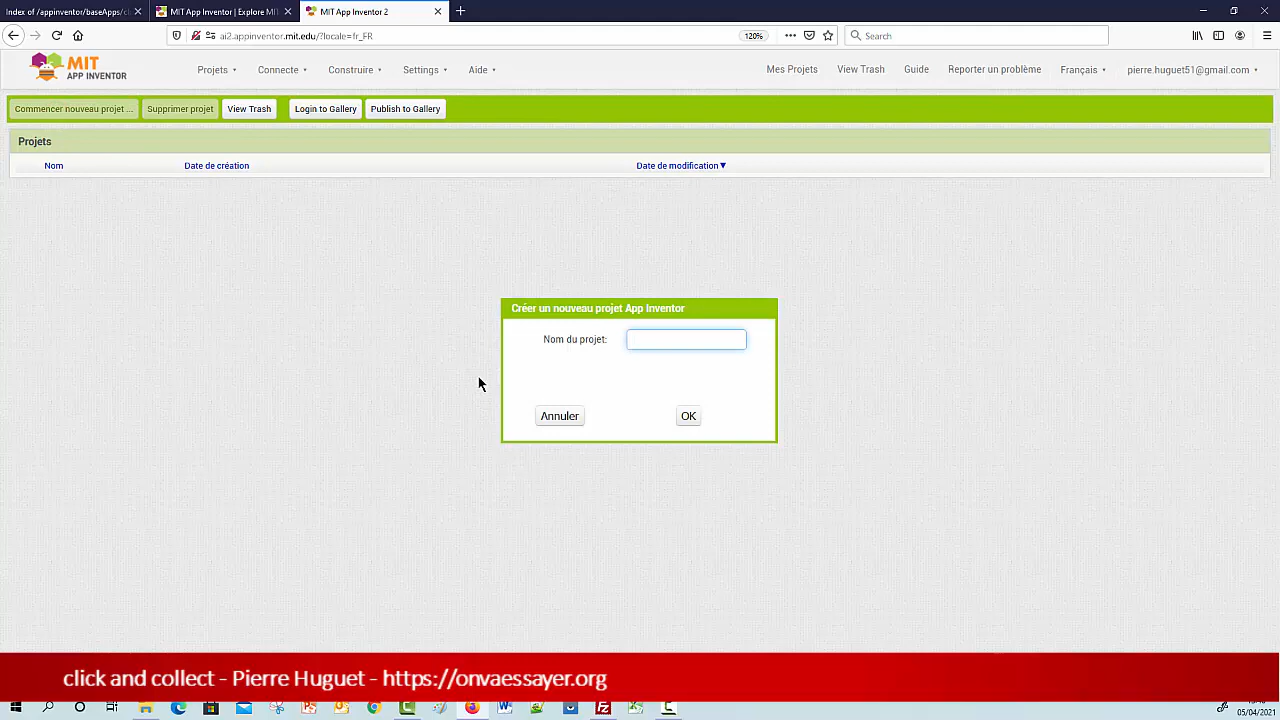 Index of /appinventor/baseApps/cl
MIT App Inventor | Explore MIT
MIT App Inventor 2
ai2.appinventor.mit.edu/?locale=fr_FR
120%
Search
MIT
APP INVENTOR
Projets
Connecte
Construire
Settings
Aide
Mes Projets
View Trash
Guide
Reporter un problème
Français
pierre.huguet51@gmail.com
Commencer nouveau projet ...
Supprimer projet
View Trash
Login to Gallery
Publish to Gallery
Projets
Nom
Date de création
Date de modification▼
Créer un nouveau projet App Inventor
Nom du projet:
Annuler
OK
click and collect - Pierre Huguet - https://onvaessayer.org
05/04/2021